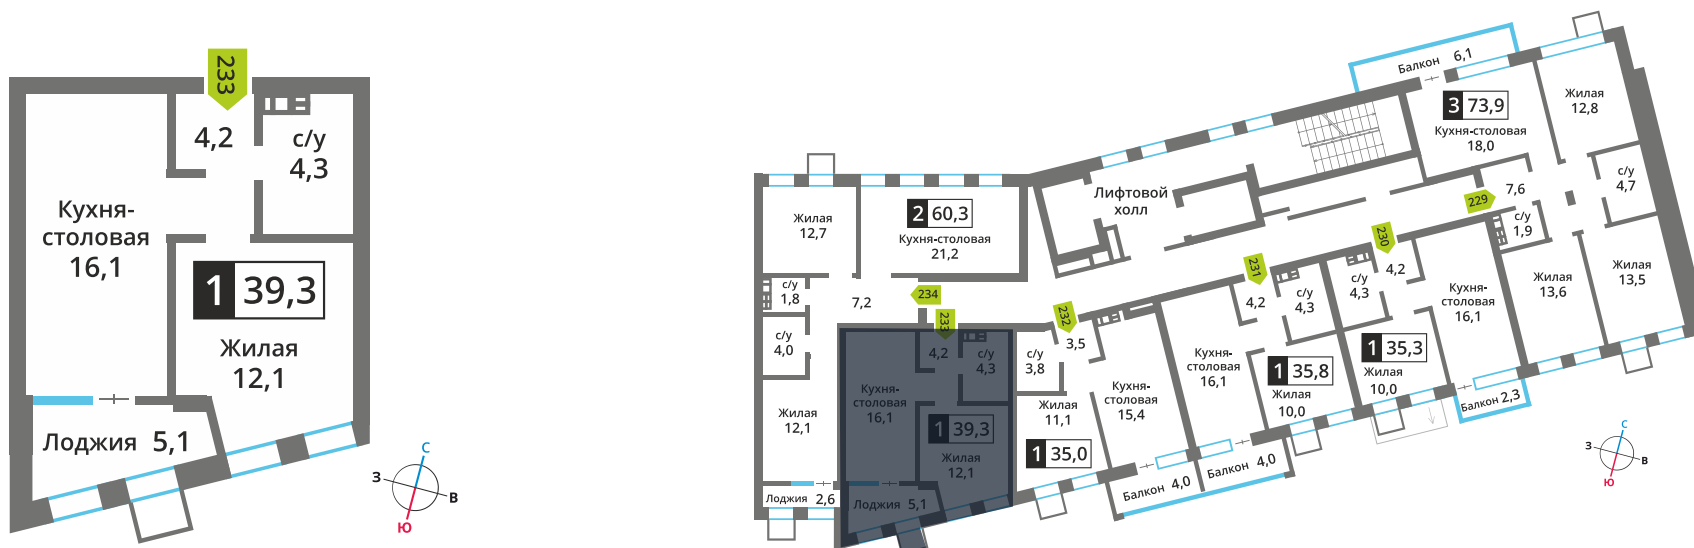 233
4,2
с/у
4,3
Кухня-
столовая
16,1
1 39,3
Жилая
12,1
Лоджия 5,1
С
З
В
Ю
Балкон 6,1
3 73,9
Кухня-столовая
18,0
Жилая
12,8
с/у
4,7
7,6
229
с/у
1,9
Жилая
13,6
Жилая
13,5
Лифтовой
холл
Жилая
12,7
2 60,3
Кухня-столовая
21,2
с/у
1,8
7,2
234
4,0
с/у
Жилая
12,1
Лоджия 2,6
233
4,2
с/у
4,3
Кухня-
столовая
16,1
1 39,3
Жилая
12,1
Лоджия 5,1
232
3,5
с/у
3,8
Жилая
11,1
1 35,0
Кухня-
столовая
15,4
Балкон 4,0
231
4,2
с/у
4,3
Кухня-
столовая
16,1
1 35,8
Жилая
10,0
Балкон 4,0
230
4,2
с/у
4,3
Кухня-
столовая
16,1
1 35,3
Жилая
10,0
Балкон 2,3
С
З
В
Ю